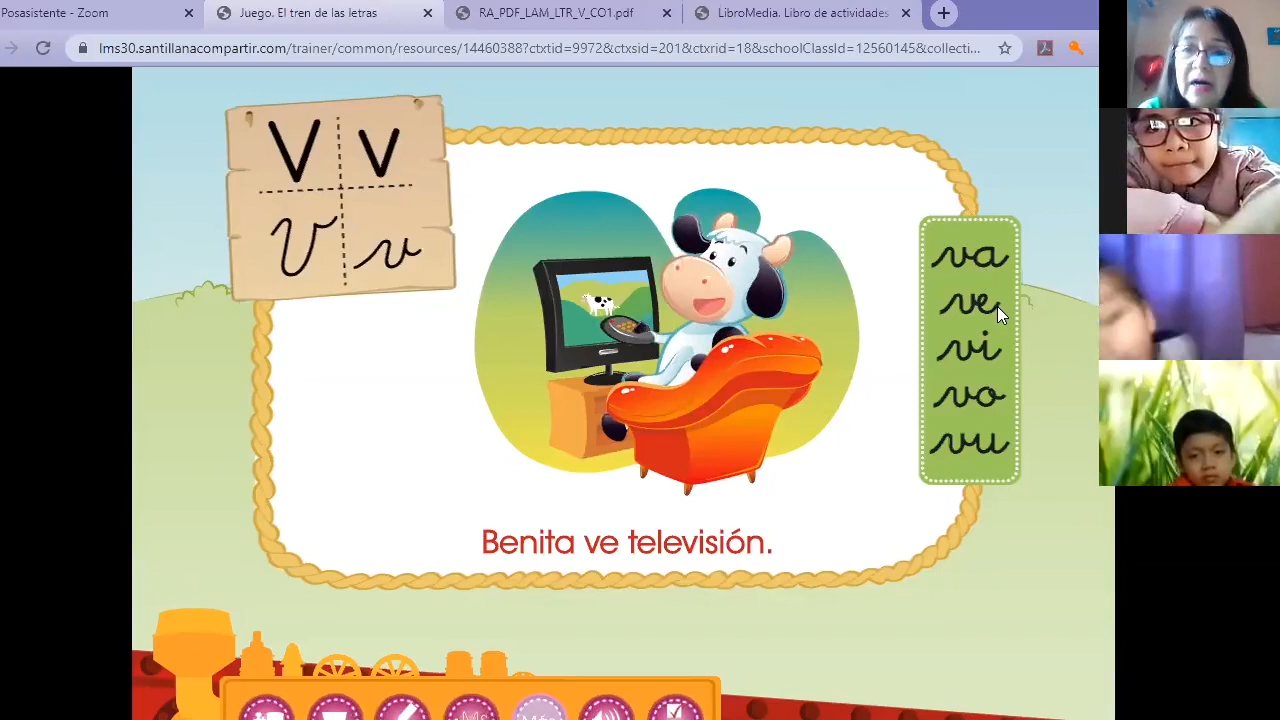 Posasistente - Zoom
Juego. El tren de las letras
RA_PDF_LAM_LTR_V_CO1.pdf
LibroMedia. Libro de actividades
lms30.santillanacompartir.com/trainer/common/resources/14460388?ctxtid=9972&ctxsid=201&ctxrid=18&schoolClassId=12560145&collecti...
V v
V v
va
ve
vi
vo
vu
Benita ve televisión.